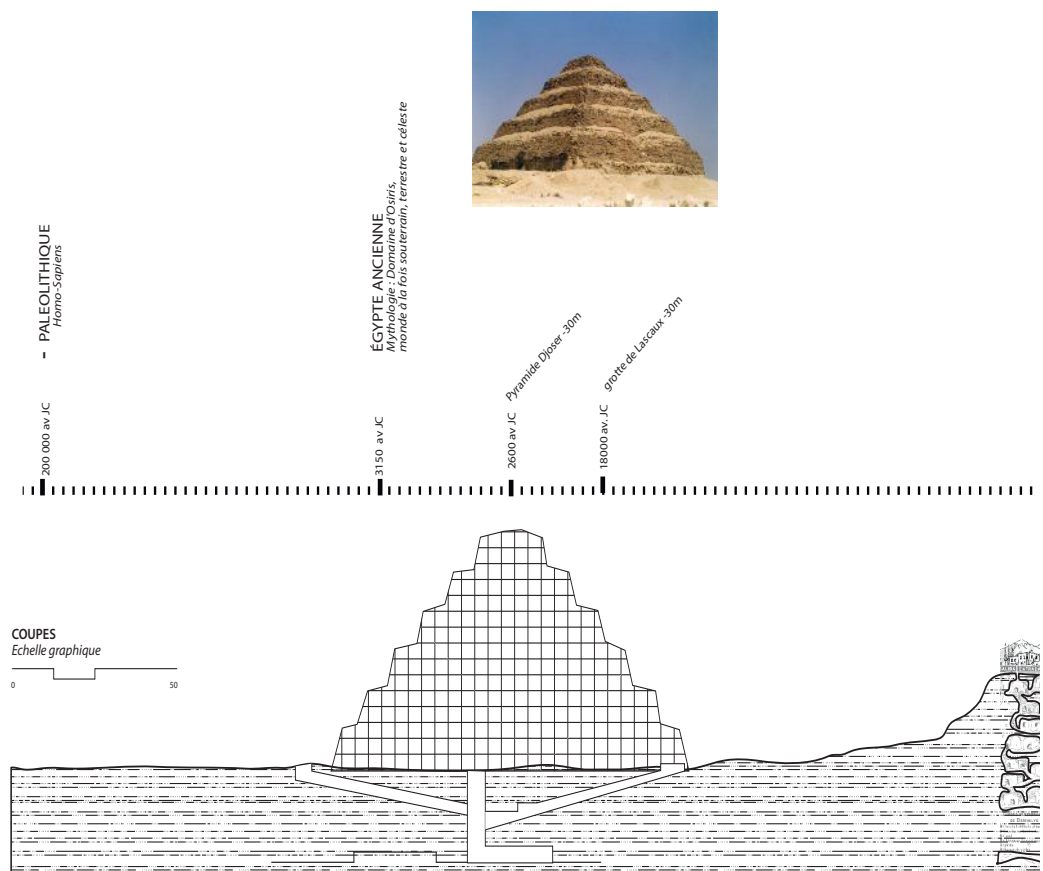 - PALEOLITHIQUE
Homo-Sapiens
ÉGYPTE ANCIENNE
Mythologie : Domaine d'Osiris,
monde à la fois souterrain, terrestre et céleste
Pyramide Djoser -30m
grotte de Lascaux -30m
200 000 av JC
3150 av JC
2600 av JC
18000 av. JC
COUPES
Echelle graphique
0 50